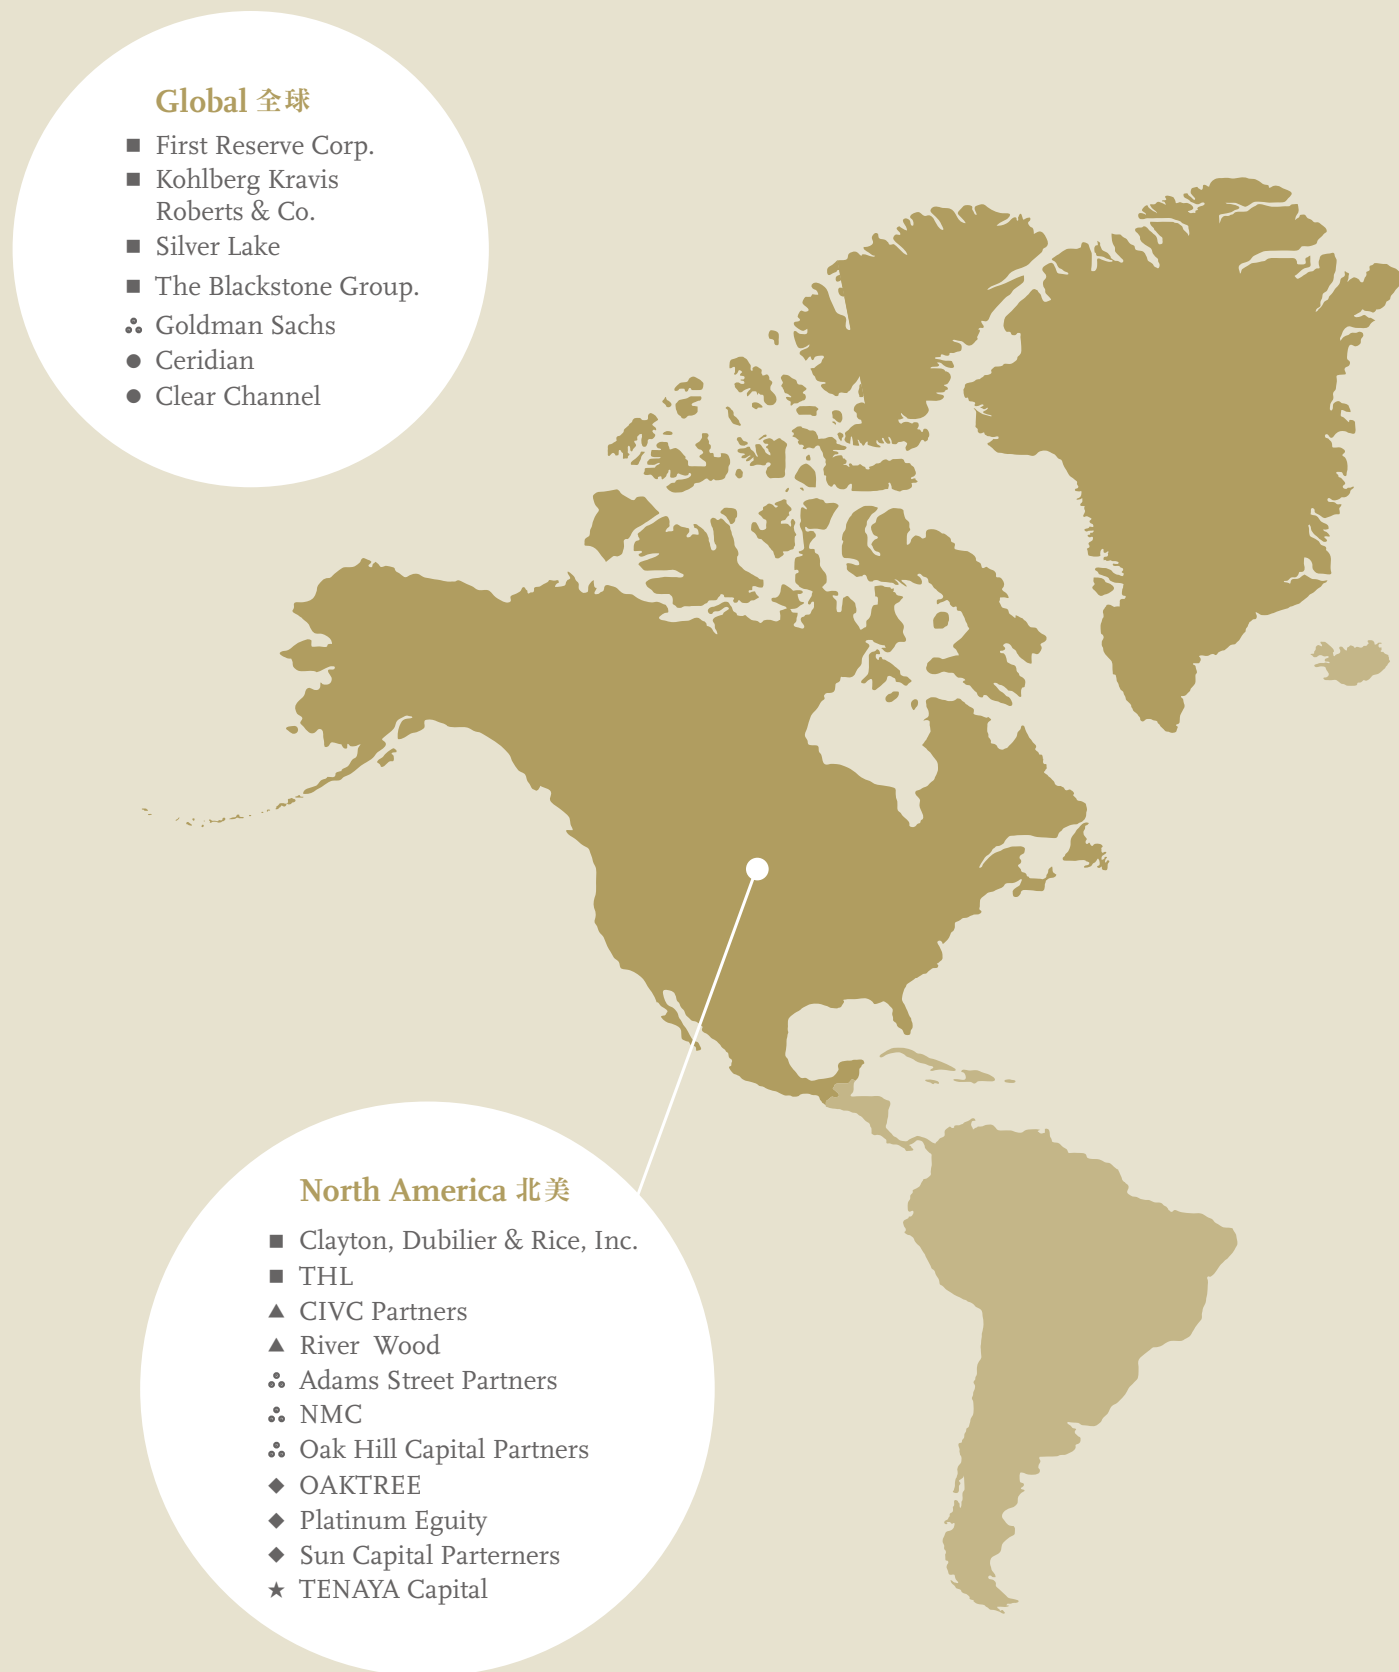 Global 全球
■ First Reserve Corp.
■ Kohlberg Kravis
Roberts & Co.
■ Silver Lake
■ The Blackstone Group.
Goldman Sachs
● Ceridian
● Clear Channel
North America 北美
■ Clayton, Dubilier & Rice, Inc.
■ THL
▲ CIVC Partners
▲ River Wood
Adams Street Partners
NMC
Oak Hill Capital Partners
◆ OAKTREE
◆ Platinum Eguity
◆ Sun Capital Parterners
★ TENAYA Capital